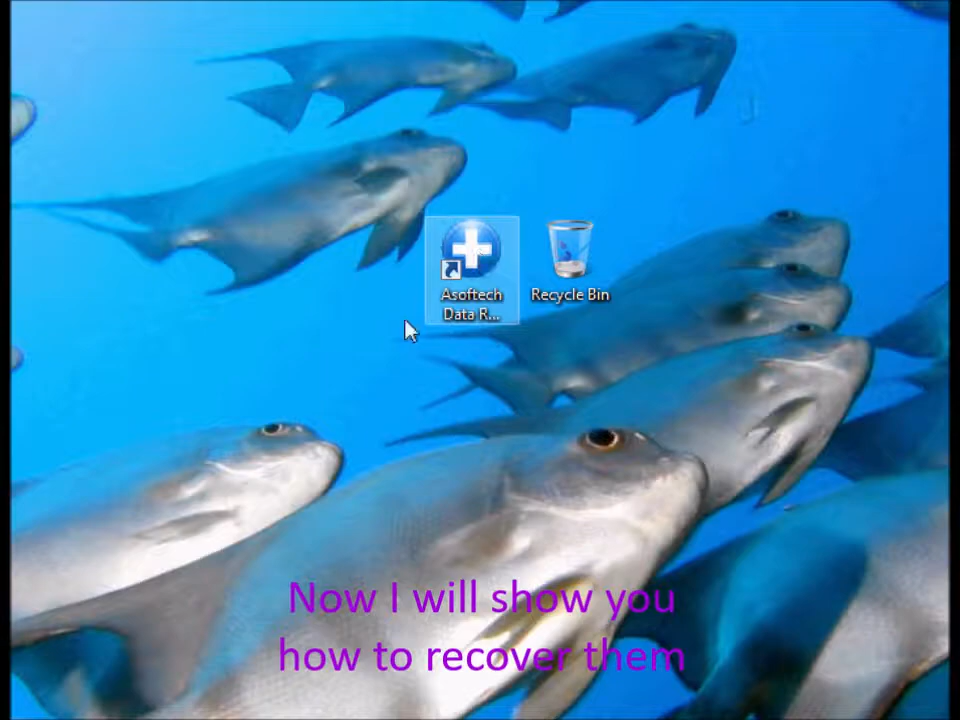 Asoftech
Data R...
Recycle Bin
Now I will show you
how to recover them